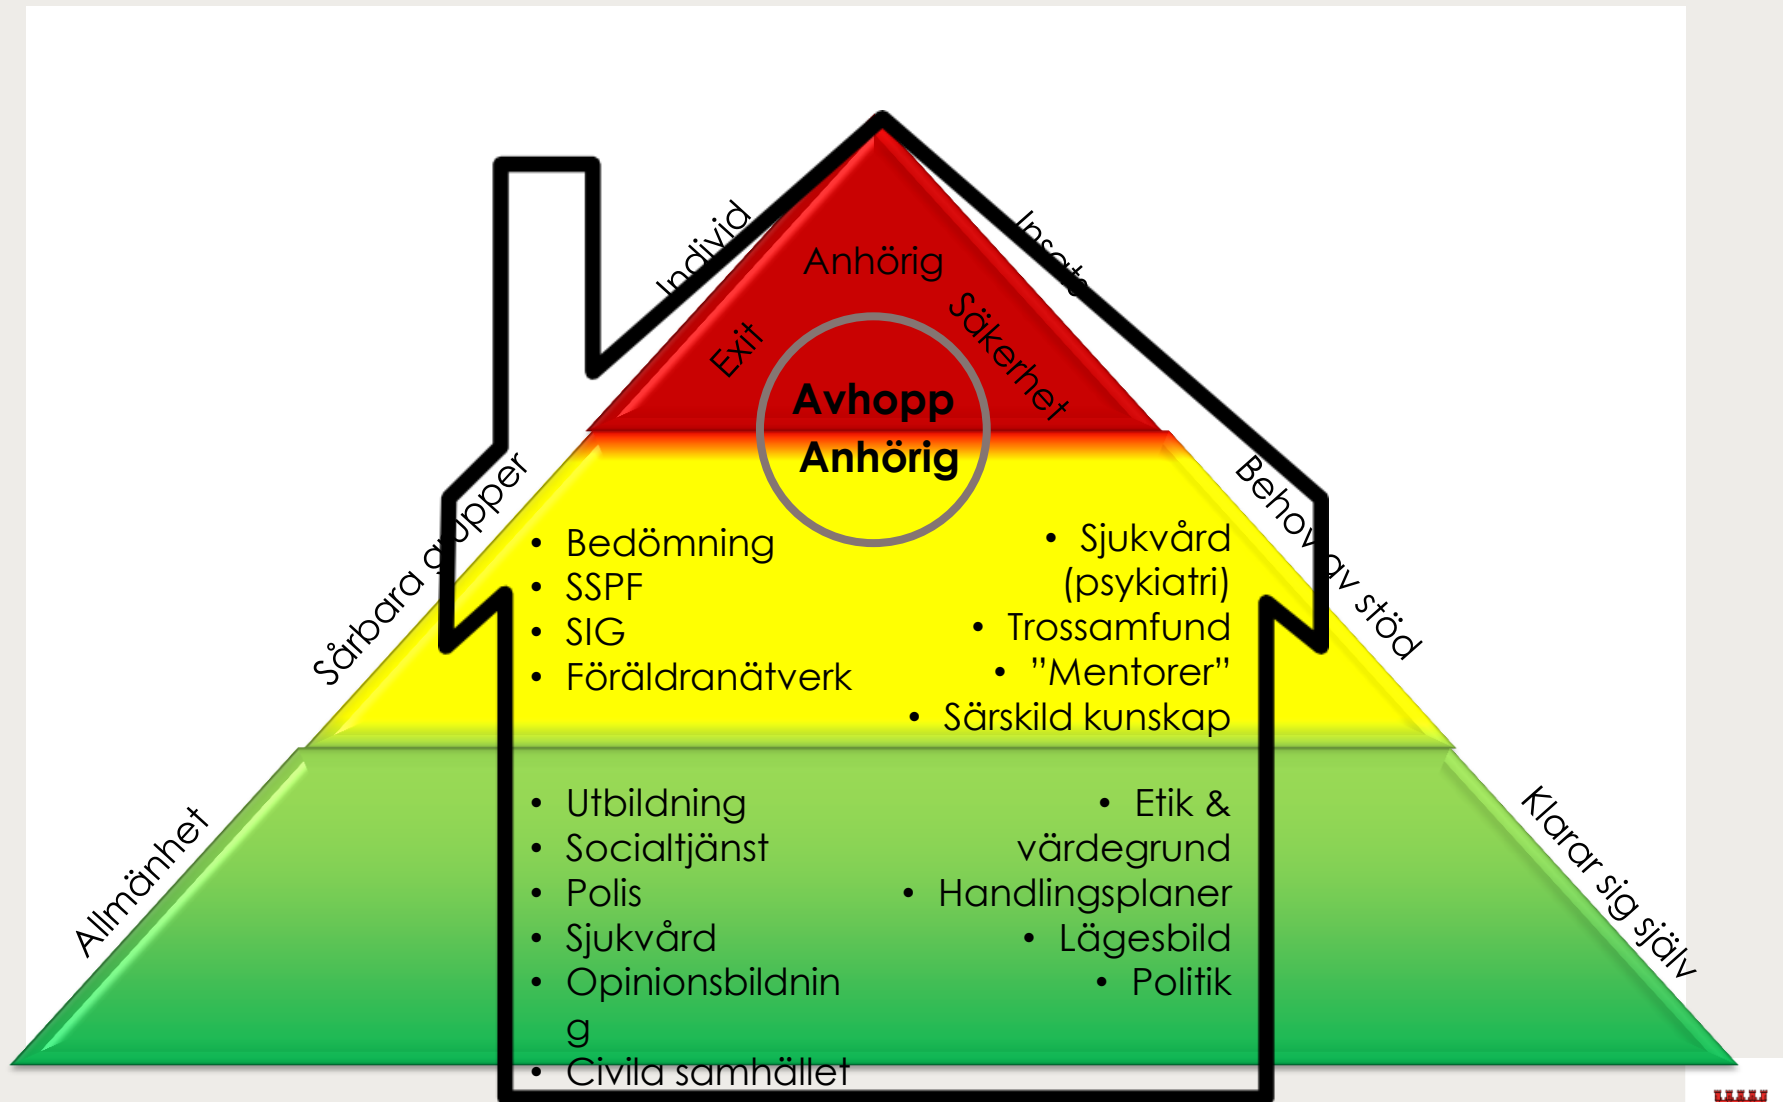 Individ
Insats
Anhörig
Exit
Säkerhet
Avhopp
Anhörig
Sårbara grupper
Behov av stöd
• Bedömning
• SSPF
• SIG
• Föräldranätverk
• Sjukvård
(psykiatri)
• Trossamfund
• ”Mentorer”
• Särskild kunskap
Allmänhet
Klarar sig själv
• Utbildning
• Socialtjänst
• Polis
• Sjukvård
• Opinionsbildnin
g
• Civila samhället
• Etik &
värdegrund
• Handlingsplaner
• Lägesbild
• Politik